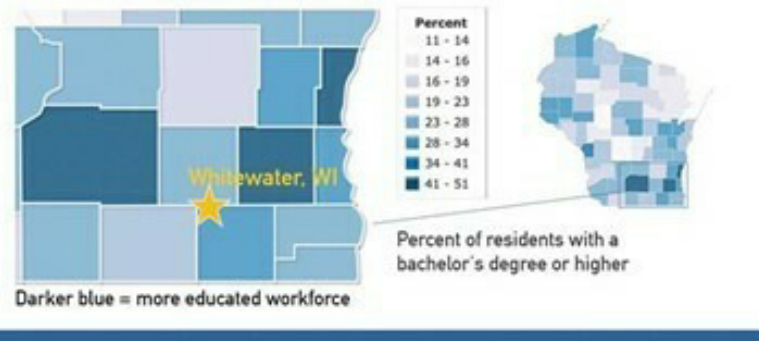 Percent
11 - 14
14 - 16
16 - 19
19 - 23
23 - 28
28 - 34
34 - 41
41 - 51
Whitewater, WI
Percent of residents with a
bachelor's degree or higher
Darker blue = more educated workforce